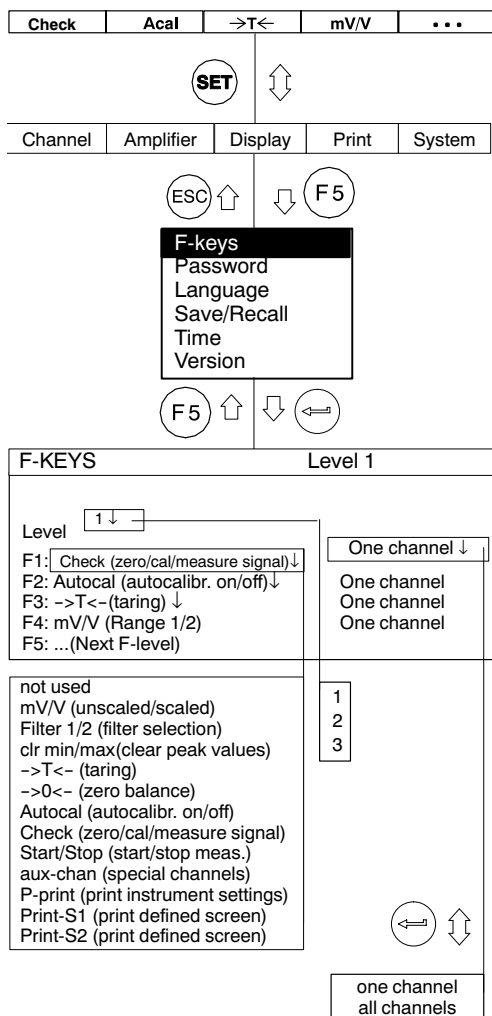 Check Acal →T← mV/V ...
SET
Channel Amplifier Display Print System
ESC F5
F-keys
Password
Language
Save/Recall
Time
Version
F5
F-KEYS Level 1
Level 1↓
F1: Check (zero/cal/measure signal)↓ One channel ↓
F2: Autocal (autocalibr. on/off)↓ One channel
F3: ->T<-(taring) ↓ One channel
F4: mV/V (Range 1/2) One channel
F5: ...(Next F-level)
not used
mV/V (unscaled/scaled)
Filter 1/2 (filter selection)
clr min/max(clear peak values)
->T<- (taring)
->0<- (zero balance)
Autocal (autocalibr. on/off)
Check (zero/cal/measure signal)
Start/Stop (start/stop meas.)
aux-chan (special channels)
P-print (print instrument settings)
Print-S1 (print defined screen)
Print-S2 (print defined screen)
1
2
3
one channel
all channels